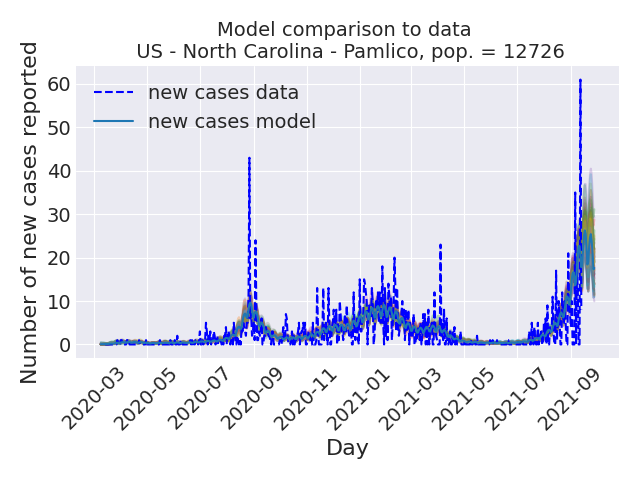 Model comparison to data
US - North Carolina - Pamlico, pop. = 12726
Number of new cases reported
60
50
40
30
20
10
0
new cases data
new cases model
2020-03
2020-05
2020-07
2020-09
2020-11
2021-01
2021-03
2021-05
2021-07
2021-09
Day